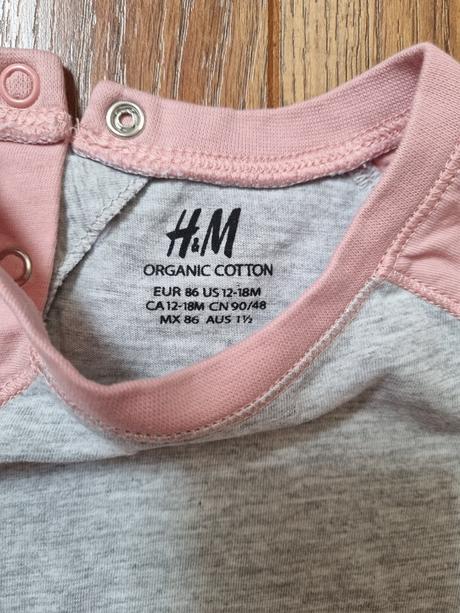 H&M
ORGANIC COTTON
EUR 86 US 12-18M
CA 12-18M CN 90/48
MX 86 AUS 1½